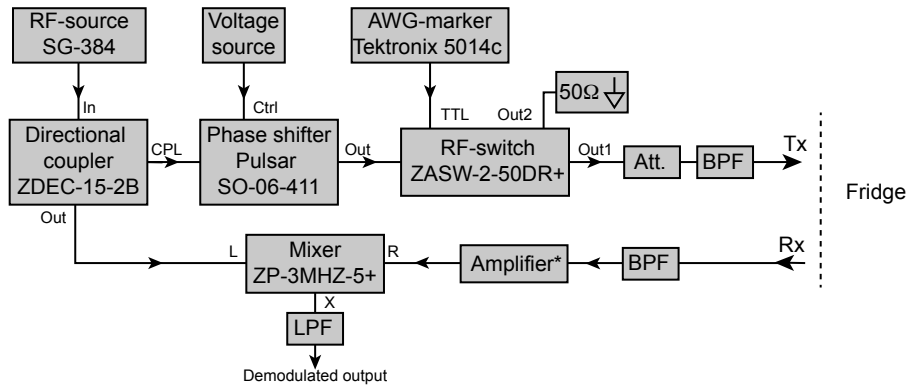 RF-source
SG-384
Voltage
source
AWG-marker
Tektronix 5014c
50Ω
In
Ctrl
TTL
Out2
Directional
coupler
ZDEC-15-2B
CPL
Phase shifter
Pulsar
SO-06-411
Out
RF-switch
ZASW-2-50DR+
Out1
Att.
BPF
Tx
Fridge
Out
L
Mixer
ZP-3MHZ-5+
R
Amplifier*
BPF
Rx
X
LPF
Demodulated output